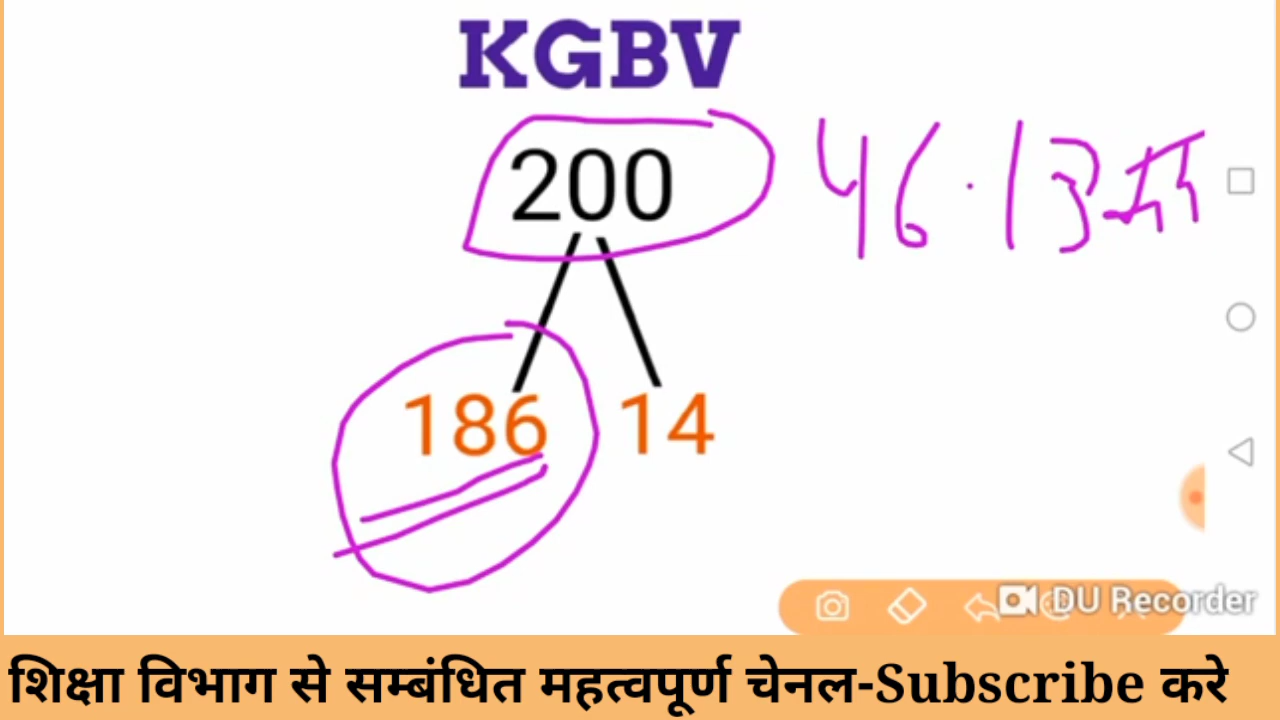 KGBV
200
46.13
186 14
DU Recorder
शिक्षा विभाग से सम्बंधित महत्वपूर्ण चेनल-Subscribe करे